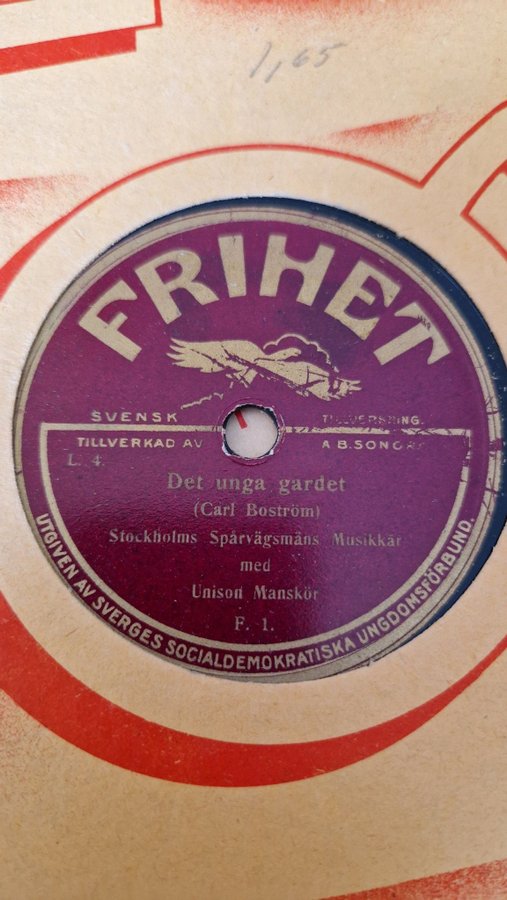 1,65
FRIHET
SVENSK TILLVERKNING.
TILLVERKAD AV A B. SONORA
L. 4.
Det unga gardet
(Carl Boström)
Stockholms Spårvägsmäns Musikkår
med
Unison Manskör
F. 1.
UTGIVEN AV SVERGES SOCIALDEMOKRATISKA UNGDOMSFÖRBUND.